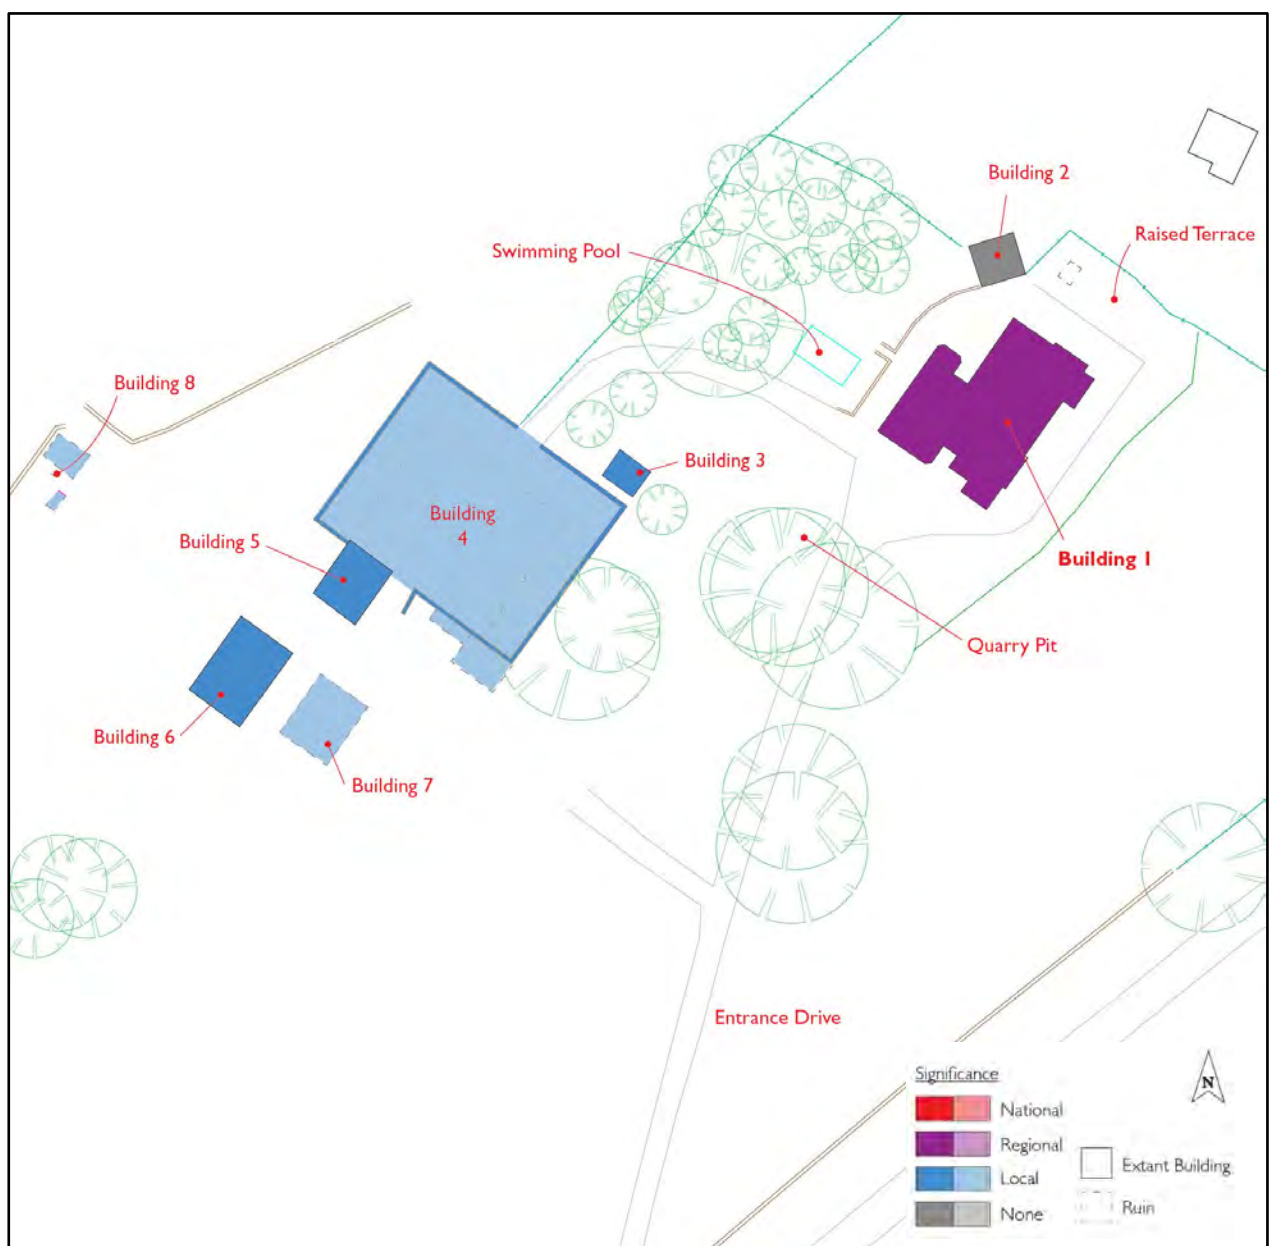 Building 2
Raised Terrace
Swimming Pool
Building 8
Building 3
Building
4
Building 5
Building 1
Quarry Pit
Building 6
Building 7
Entrance Drive
Significance
National
Regional
Local
None
N
Extant Building
Ruin